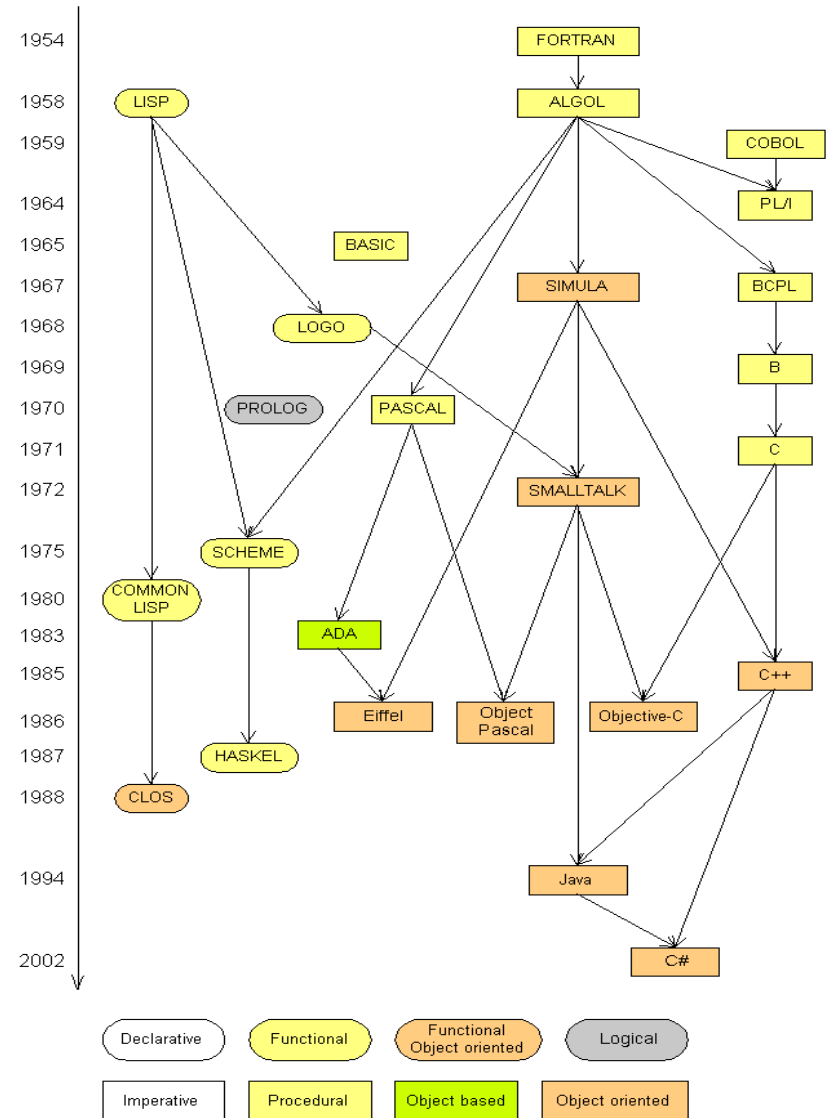 1954
FORTRAN
1958
LISP
ALGOL
1959
COBOL
1964
PL/I
1965
BASIC
1967
SIMULA
BCPL
1968
LOGO
1969
B
1970
PROLOG
PASCAL
1971
C
1972
SMALLTALK
1975
SCHEME
1980
COMMON
LISP
1983
ADA
1985
C++
1986
Eiffel
Object
Pascal
Objective-C
1987
HASKEL
1988
CLOS
1994
Java
2002
C#
Declarative
Functional
Functional
Object oriented
Logical
Imperative
Procedural
Object based
Object oriented